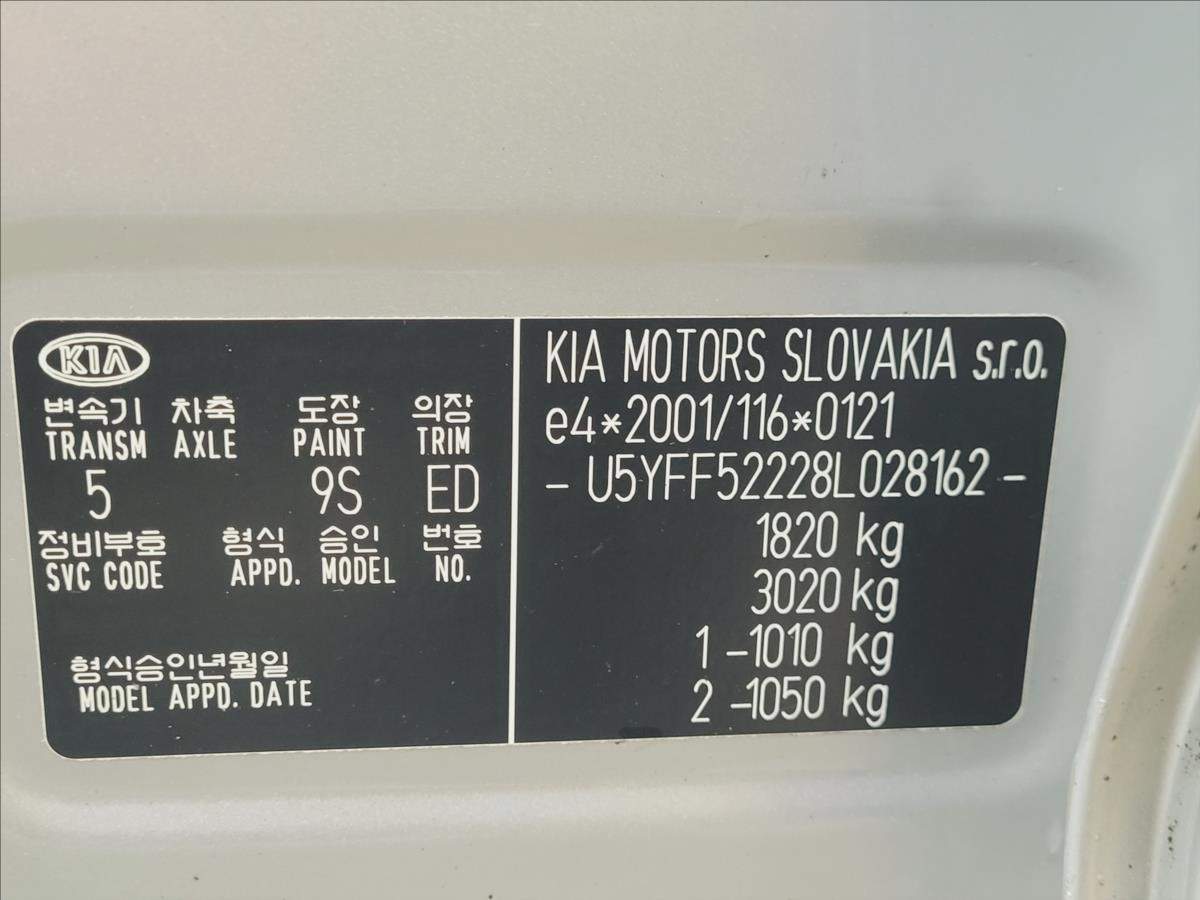 KIA
변속기 차축 도장 의장
TRANSM AXLE PAINT TRIM
5 9S ED
정비부호 형식 승인 번호
SVC CODE APPD. MODEL NO.
형식승인년월일
MODEL APPD. DATE
KIA MOTORS SLOVAKIA s.r.o.
e4*2001/116*0121
- U5YFF52228L028162 -
1820 kg
3020 kg
1 -1010 kg
2 -1050 kg